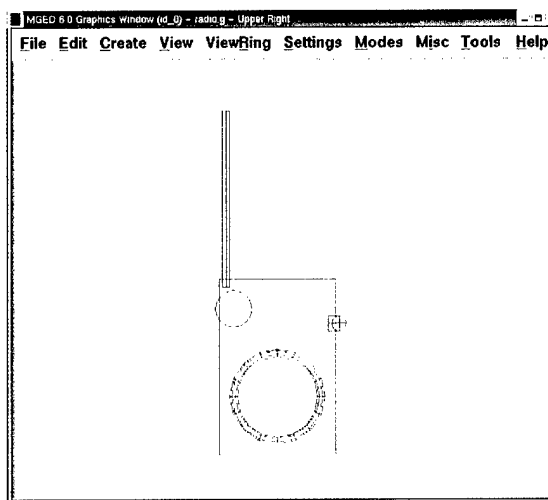 MGED 6.0 Graphics Window (id_0) - radio.g - Upper Right
File Edit Create View ViewRing Settings Modes Misc Tools Help